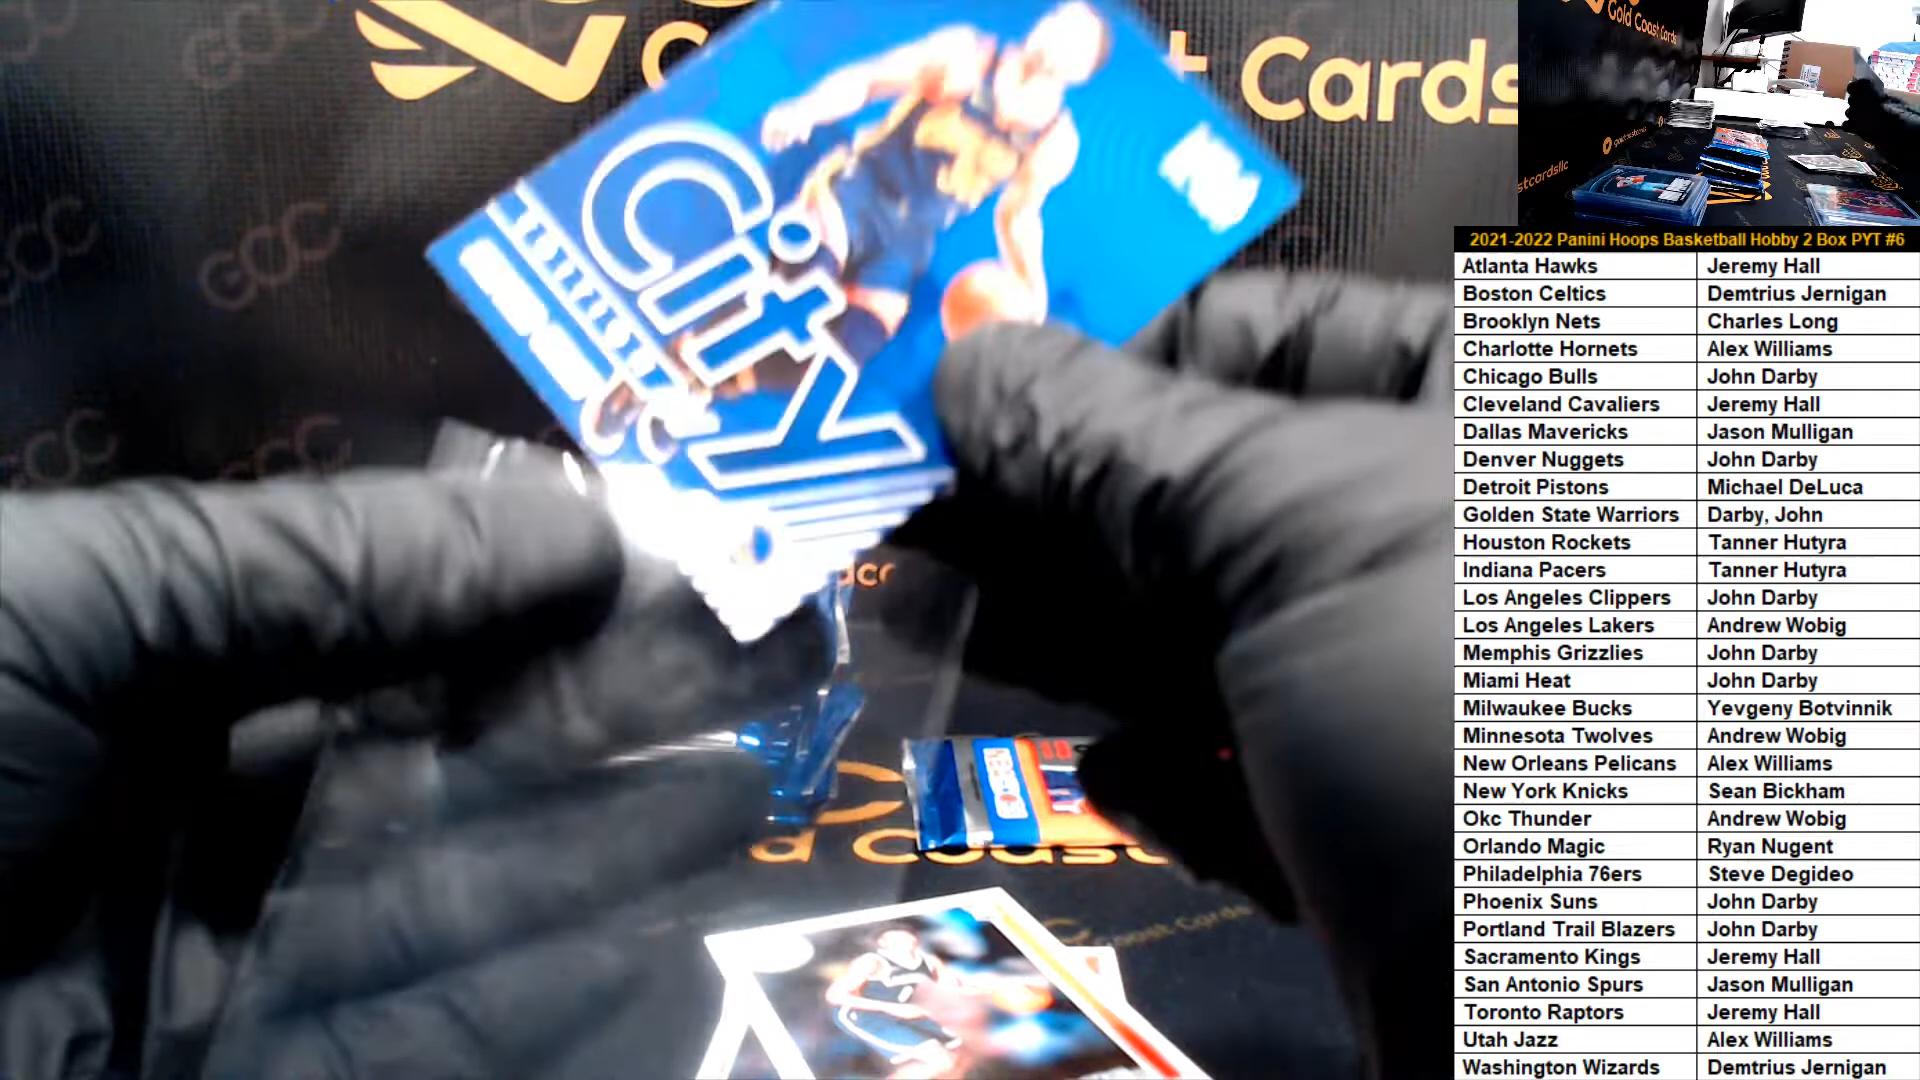 Gold Coast Cards
t Cards
GCC
GCC
GCC
City
EDITION
HOOPS
stcardsllc
d Coast
2021-2022 Panini Hoops Basketball Hobby 2 Box PYT #6
Atlanta Hawks Jeremy Hall
Boston Celtics Demtrius Jernigan
Brooklyn Nets Charles Long
Charlotte Hornets Alex Williams
Chicago Bulls John Darby
Cleveland Cavaliers Jeremy Hall
Dallas Mavericks Jason Mulligan
Denver Nuggets John Darby
Detroit Pistons Michael DeLuca
Golden State Warriors Darby, John
Houston Rockets Tanner Hutyra
Indiana Pacers Tanner Hutyra
Los Angeles Clippers John Darby
Los Angeles Lakers Andrew Wobig
Memphis Grizzlies John Darby
Miami Heat John Darby
Milwaukee Bucks Yevgeny Botvinnik
Minnesota Twolves Andrew Wobig
New Orleans Pelicans Alex Williams
New York Knicks Sean Bickham
Okc Thunder Andrew Wobig
Orlando Magic Ryan Nugent
Philadelphia 76ers Steve Degideo
Phoenix Suns John Darby
Portland Trail Blazers John Darby
Sacramento Kings Jeremy Hall
San Antonio Spurs Jason Mulligan
Toronto Raptors Jeremy Hall
Utah Jazz Alex Williams
Washington Wizards Demtrius Jernigan